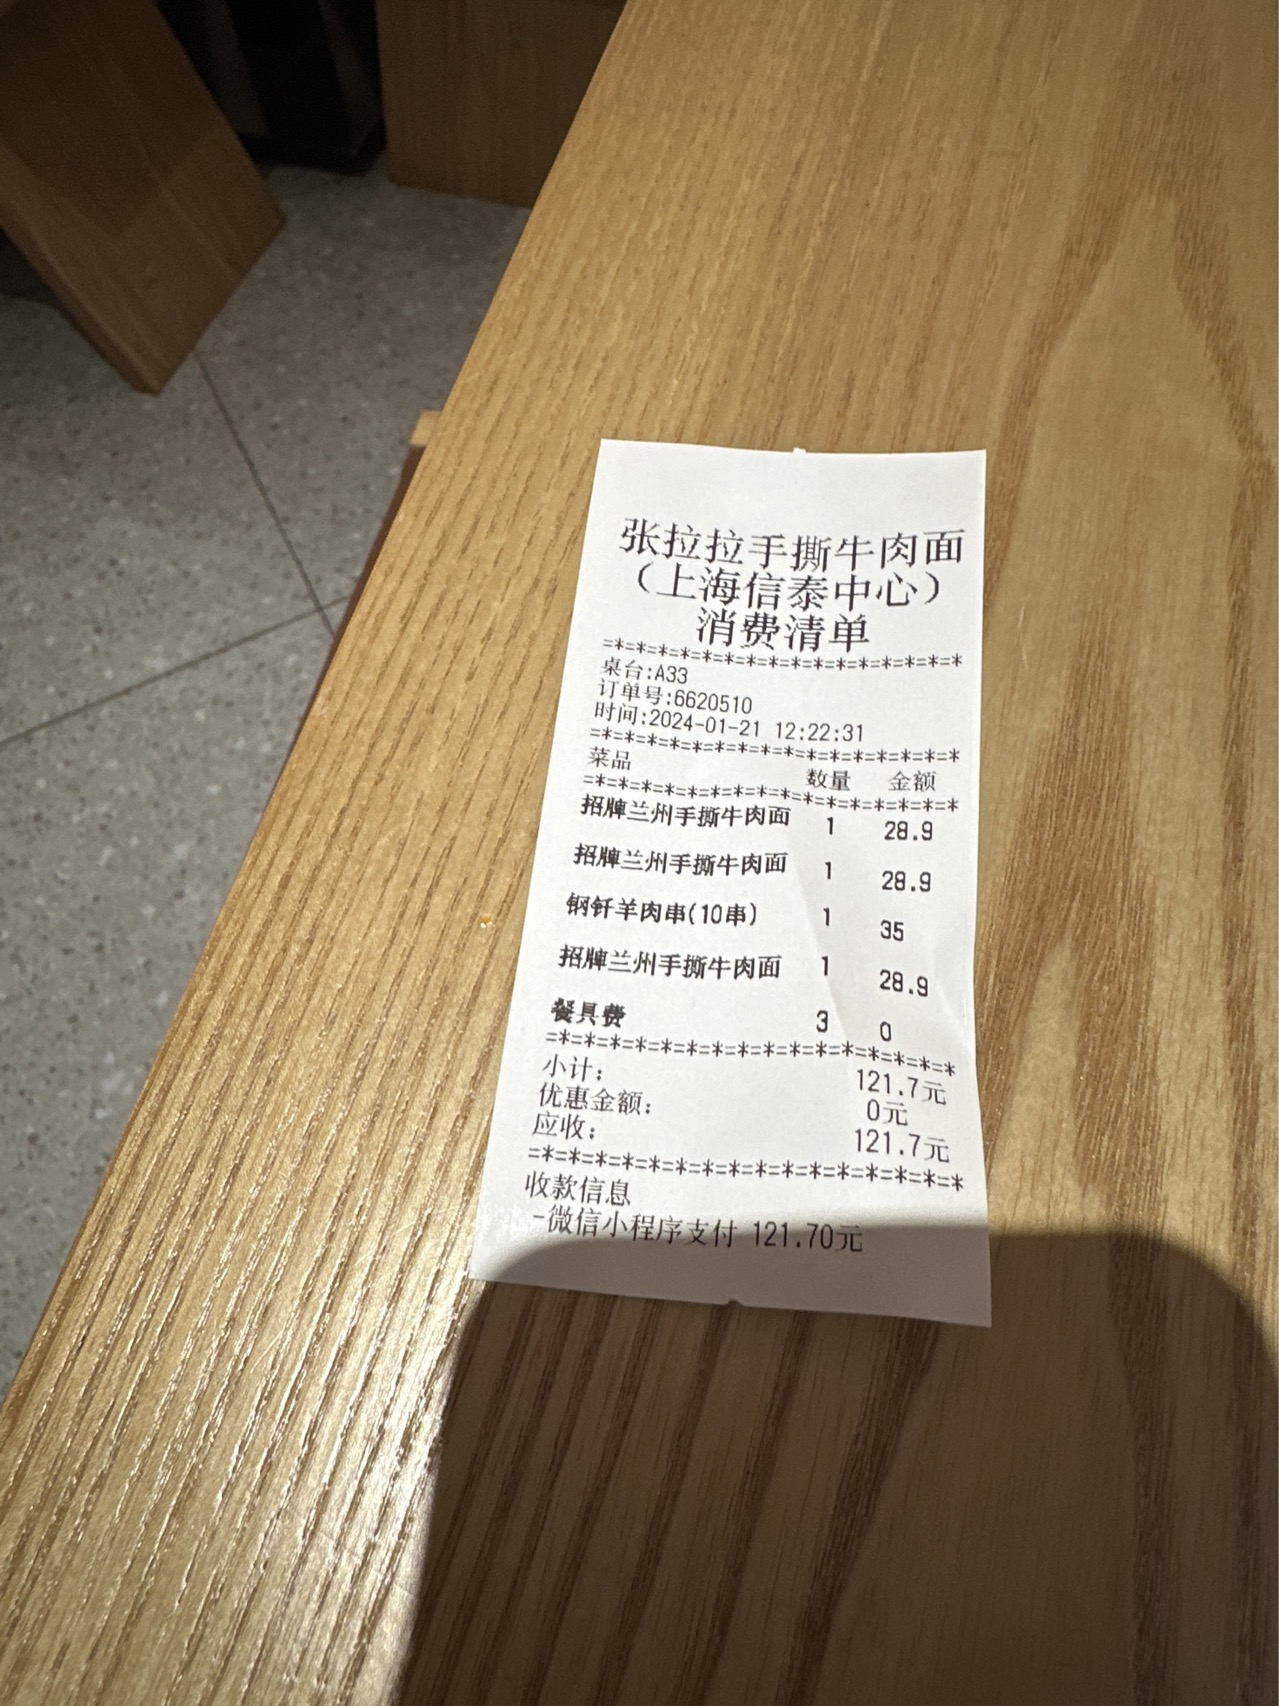 张拉拉手撕牛肉面
（上海信泰中心）
消费清单
=*=*=*=*=*=*=*=*=*=*=*=*=*=*=*=*
桌台:A33
订单号:6620510
时间:2024-01-21 12:22:31
=*=*=*=*=*=*=*=*=*=*=*=*=*=*=*=*
菜品 数量 金额
=*=*=*=*=*=*=*=*=*=*=*=*=*=*=*=*
招牌兰州手撕牛肉面 1 28.9
招牌兰州手撕牛肉面 1 28.9
钢钎羊肉串(10串) 1 35
招牌兰州手撕牛肉面 1 28.9
餐具费 3 0
=*=*=*=*=*=*=*=*=*=*=*=*=*=*=*=*
小计: 121.7元
优惠金额: 0元
应收: 121.7元
=*=*=*=*=*=*=*=*=*=*=*=*=*=*=*=*
收款信息
-微信小程序支付 121.70元